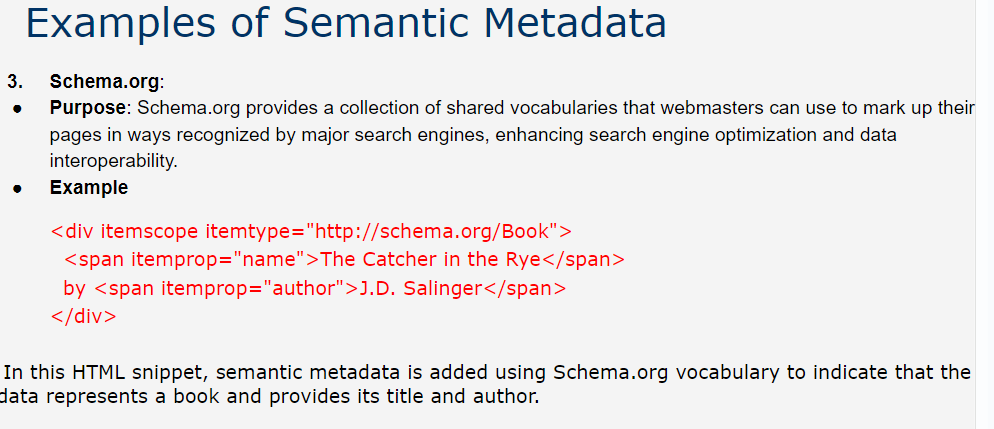 Examples of Semantic Metadata
3. Schema.org:
• Purpose: Schema.org provides a collection of shared vocabularies that webmasters can use to mark up their
pages in ways recognized by major search engines, enhancing search engine optimization and data
interoperability.
• Example
<div itemscope itemtype="http://schema.org/Book">
<span itemprop="name">The Catcher in the Rye</span>
by <span itemprop="author">J.D. Salinger</span>
</div>
In this HTML snippet, semantic metadata is added using Schema.org vocabulary to indicate that the
data represents a book and provides its title and author.